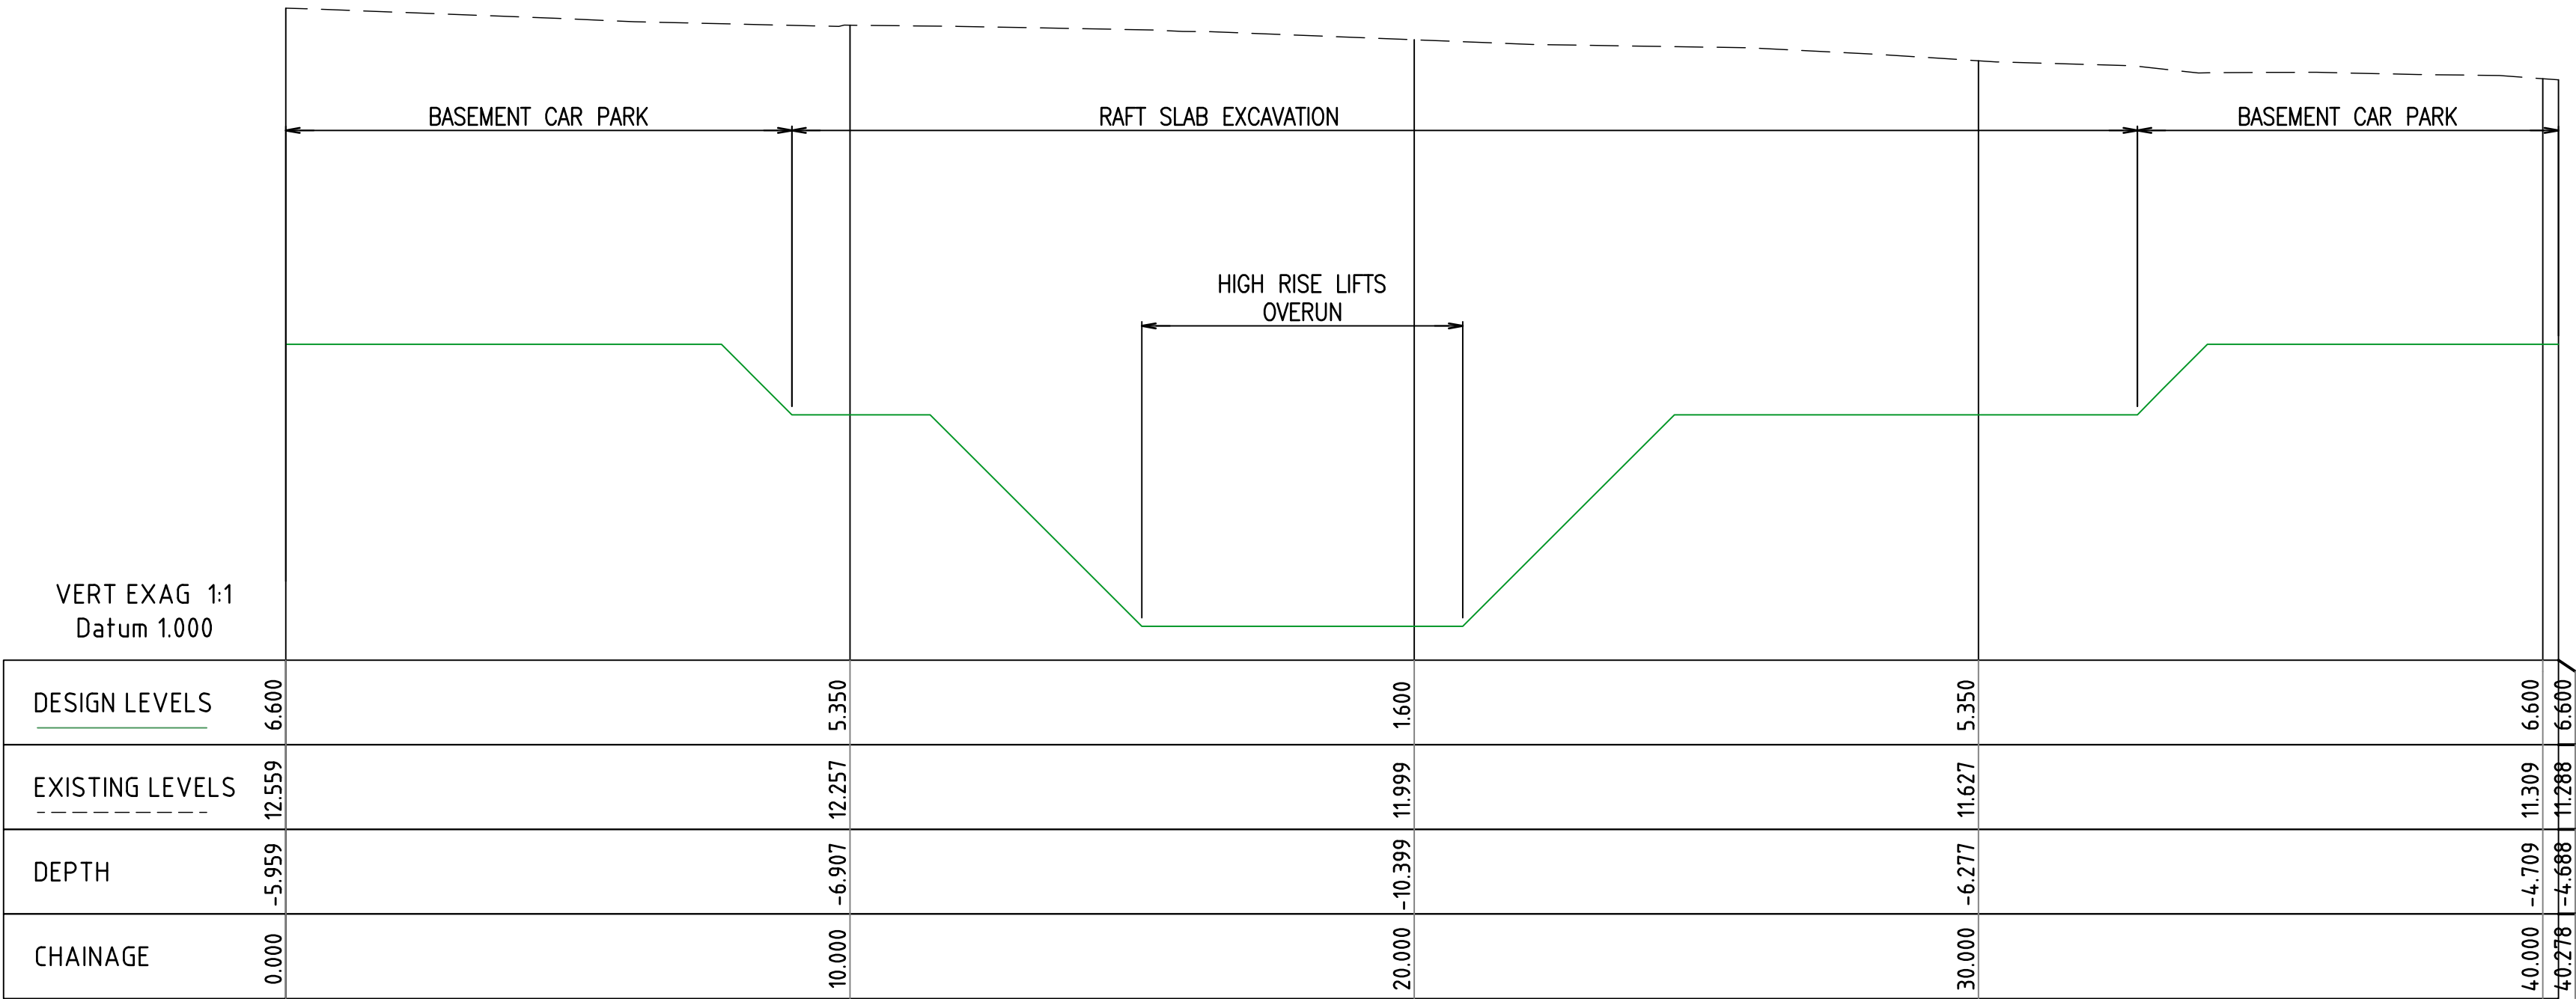 BASEMENT CAR PARK
RAFT SLAB EXCAVATION
BASEMENT CAR PARK
HIGH RISE LIFTS
OVERUN
VERT EXAG 1:1
Datum 1.000
DESIGN LEVELS 6.600 5.350 1.600 5.350 6.600 6.600
EXISTING LEVELS 12.559 12.257 11.999 11.627 11.309 11.288
DEPTH -5.959 -6.907 -10.399 -6.277 -4.709 -4.688
CHAINAGE 0.000 10.000 20.000 30.000 40.000 40.278